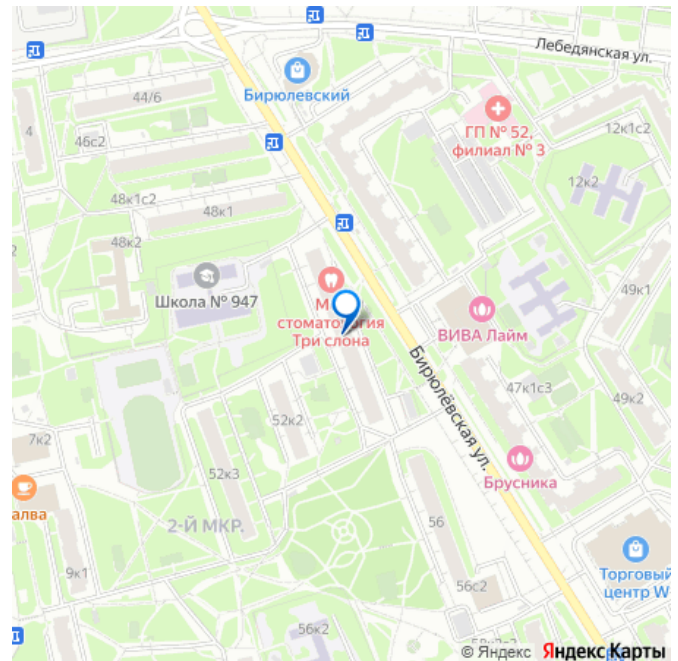 Лебедянская ул.
Бирюлевский
44/6
4
46с2
ГП № 52,
филиал № 3
12к1с2
12к2
48к1с2
48к1
48к2
Школа № 947
стоматология
Три слона
ВИВА Лайм
49к1
Бирюлёвская ул.
47к1с3
49к2
7к2
52к2
52к3
Брусника
алва
2-Й МКР.
56
9к1
56с2
Торговый
центр W
56к2
© Яндекс Яндекс Карты